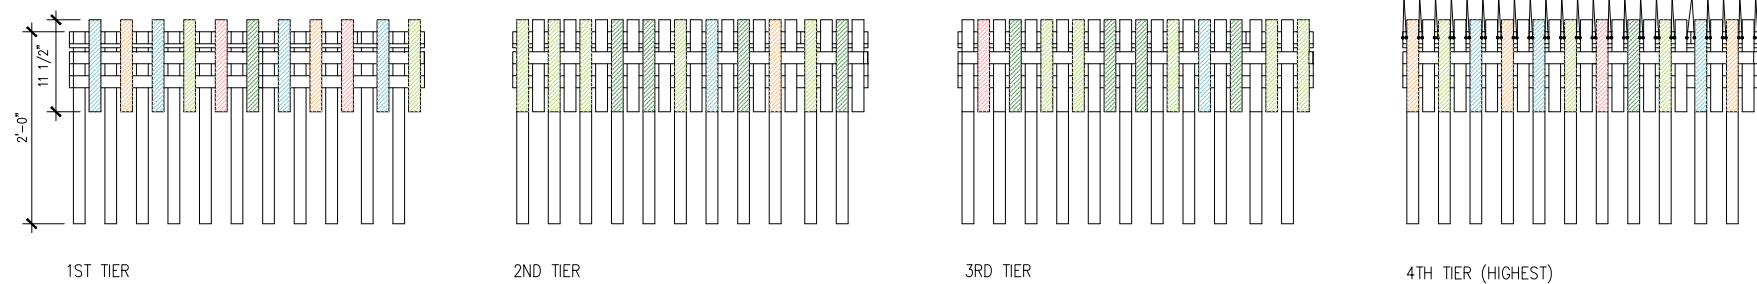 11 1/2"
2'-0"
1ST TIER
2ND TIER
3RD TIER
4TH TIER (HIGHEST)